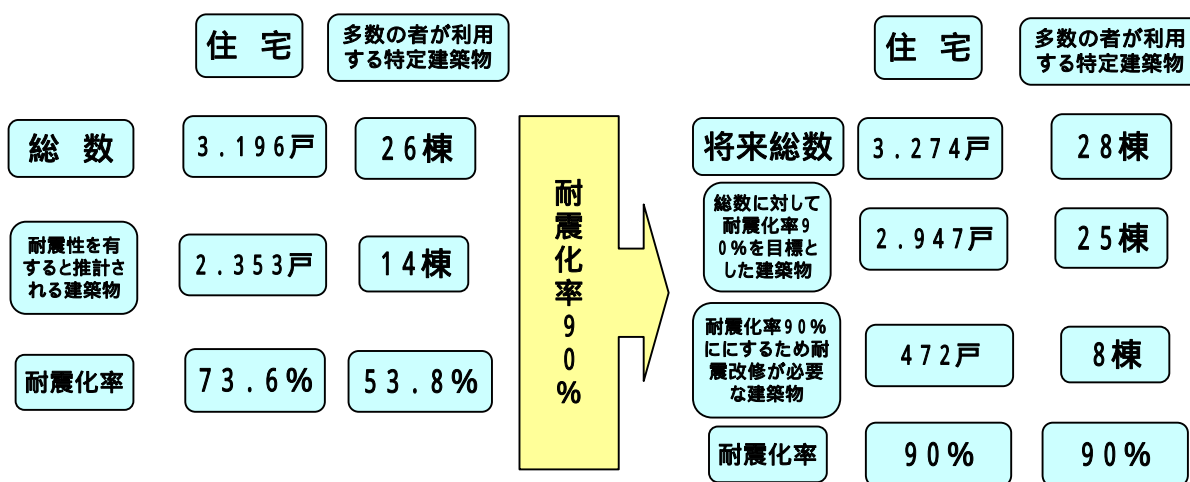 住 宅
多数の者が利用
する特定建築物
総 数
3.196戸
26棟
耐震性を有
すると推計さ
れる建築物
2.353戸
14棟
耐震化率
73.6%
53.8%
耐震化率90%
住 宅
多数の者が利用
する特定建築物
将来総数
3.274戸
28棟
総数に対して
耐震化率9
0%を目標と
した建築物
2.947戸
25棟
耐震化率90%
ににするため耐
震改修が必要
な建築物
472戸
8棟
耐震化率
90%
90%